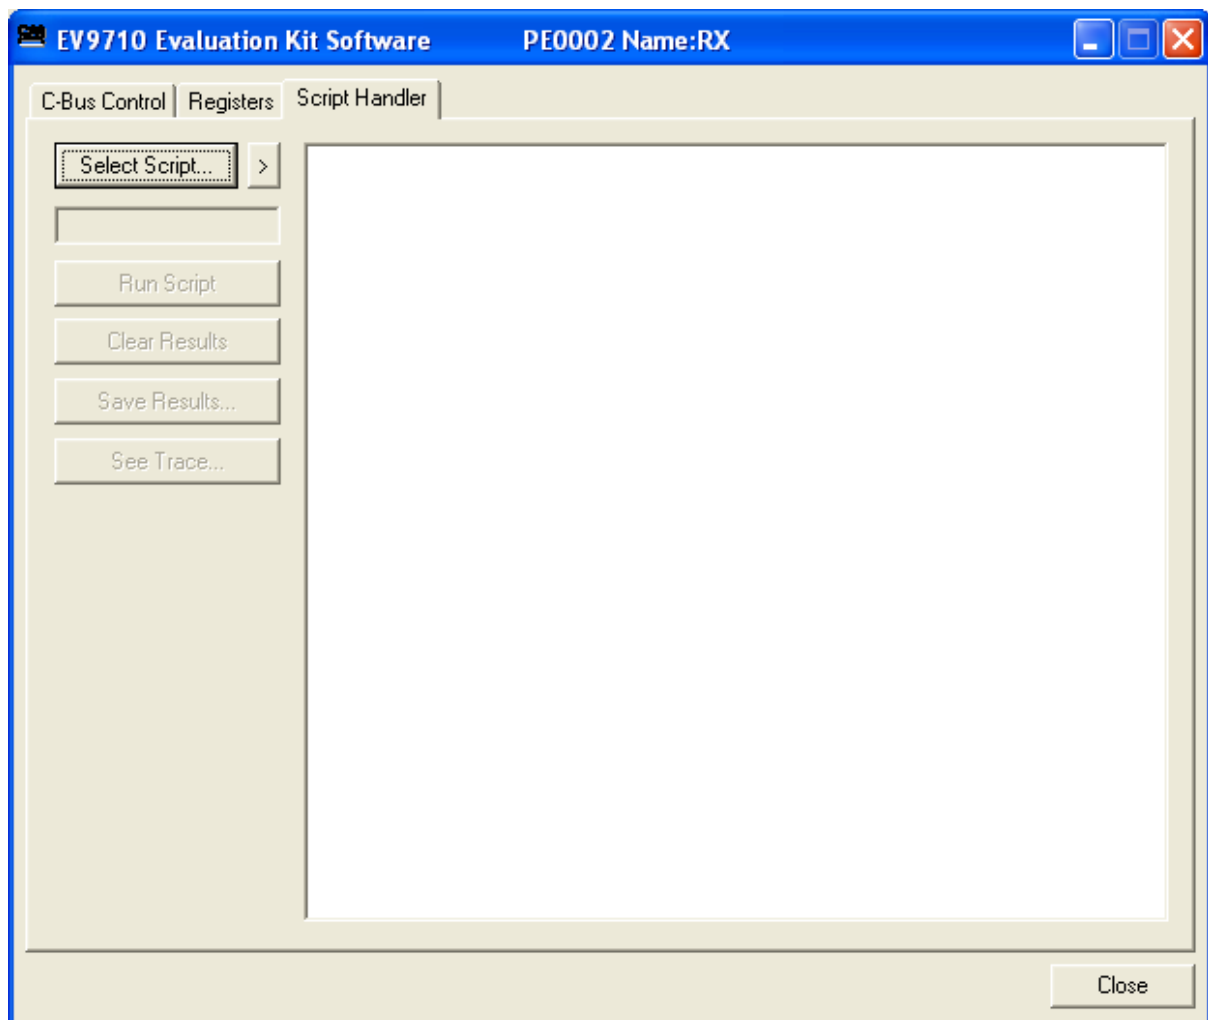 EV9710 Evaluation Kit Software PE0002 Name:RX
C-Bus Control Registers Script Handler
Select Script... >
Run Script
Clear Results
Save Results...
See Trace...
Close